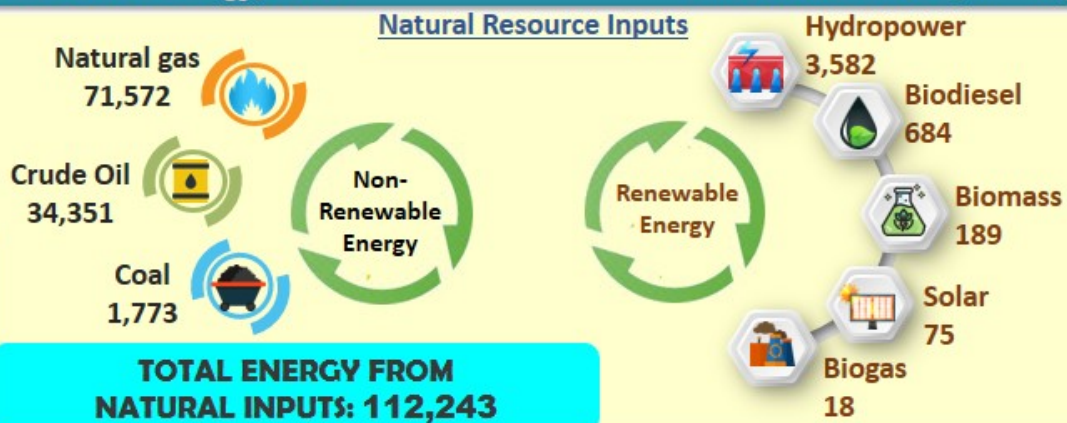 Natural Resource Inputs
Natural gas
71,572
Crude Oil
34,351
Coal
1,773
Non-
Renewable
Energy
Renewable
Energy
Hydropower
3,582
Biodiesel
684
Biomass
189
Solar
75
Biogas
18
TOTAL ENERGY FROM
NATURAL INPUTS: 112,243